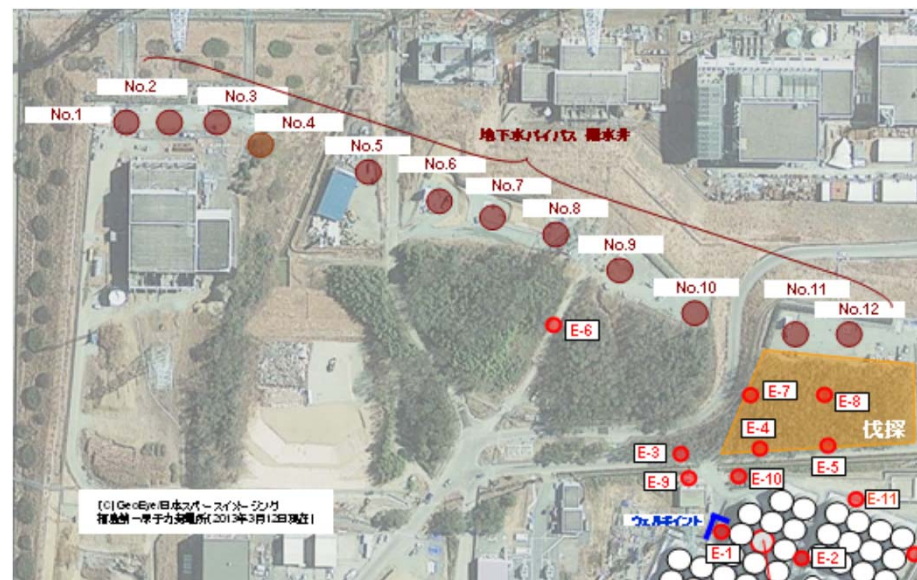 No.2
No.1
No.3
No.4
No.5
No.6
No.7
No.8
No.9
No.10
No.11
No.12
地下水バイパス 揚水井
E-6
E-7
E-8
伐採
E-4
E-5
E-3
E-9
E-10
E-11
ウェルポイント
E-1
E-2
(C)GeoEye/日本スペースイメージング
福島第一原子力発電所(2013年3月12日現在)